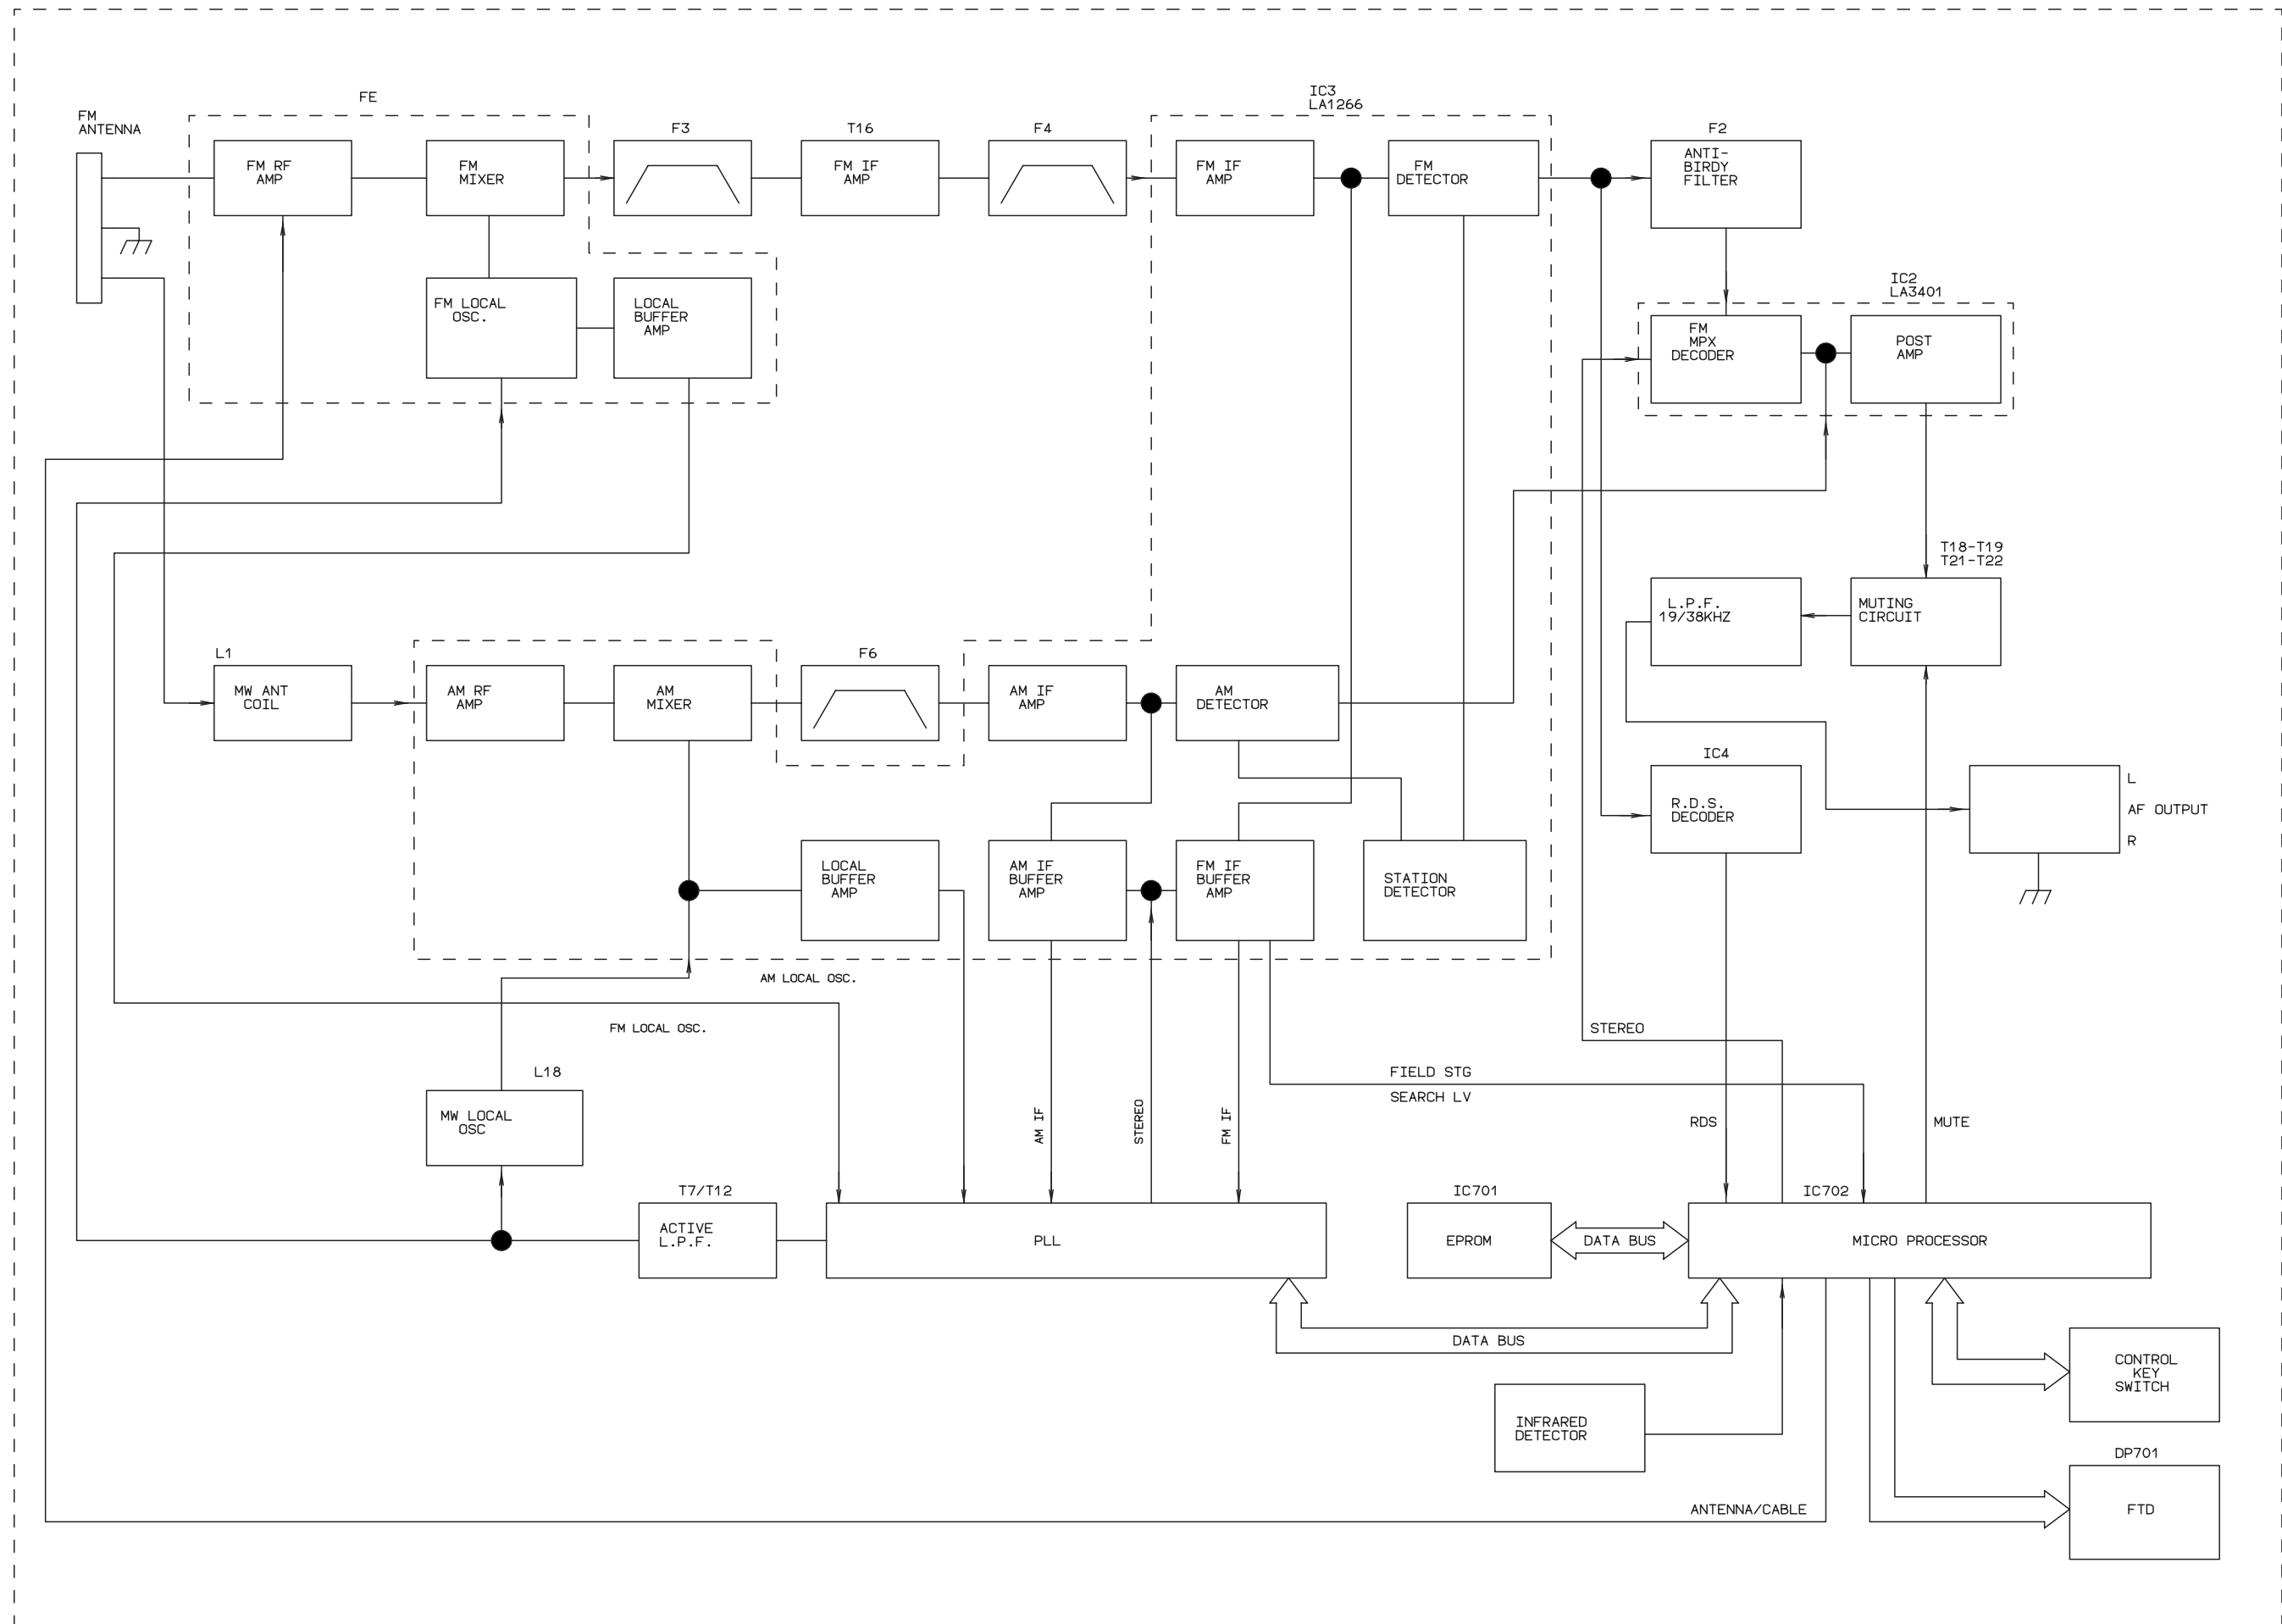 FE
IC3
LA1266
FM
ANTENNA
F3
T16
F4
F2
FM RF
AMP
FM
MIXER
FM IF
AMP
FM IF
AMP
FM
DETECTOR
ANTI-
BIRDY
FILTER
IC2
LA3401
FM LOCAL
OSC.
LOCAL
BUFFER
AMP
FM
MPX
DECODER
POST
AMP
T18-T19
T21-T22
L.P.F.
19/38KHZ
MUTING
CIRCUIT
L1
F6
MW ANT
COIL
AM RF
AMP
AM
MIXER
AM IF
AMP
AM
DETECTOR
IC4
R.D.S.
DECODER
L
AF OUTPUT
R
LOCAL
BUFFER
AMP
AM IF
BUFFER
AMP
FM IF
BUFFER
AMP
STATION
DETECTOR
AM LOCAL OSC.
FM LOCAL OSC.
STEREO
L18
FIELD STG
SEARCH LV
MW LOCAL
OSC
AM IF
STEREO
FM IF
RDS
MUTE
T7/T12
IC701
IC702
ACTIVE
L.P.F.
PLL
EPROM
DATA BUS
MICRO PROCESSOR
DATA BUS
CONTROL
KEY
SWITCH
INFRARED
DETECTOR
DP701
ANTENNA/CABLE
FTD